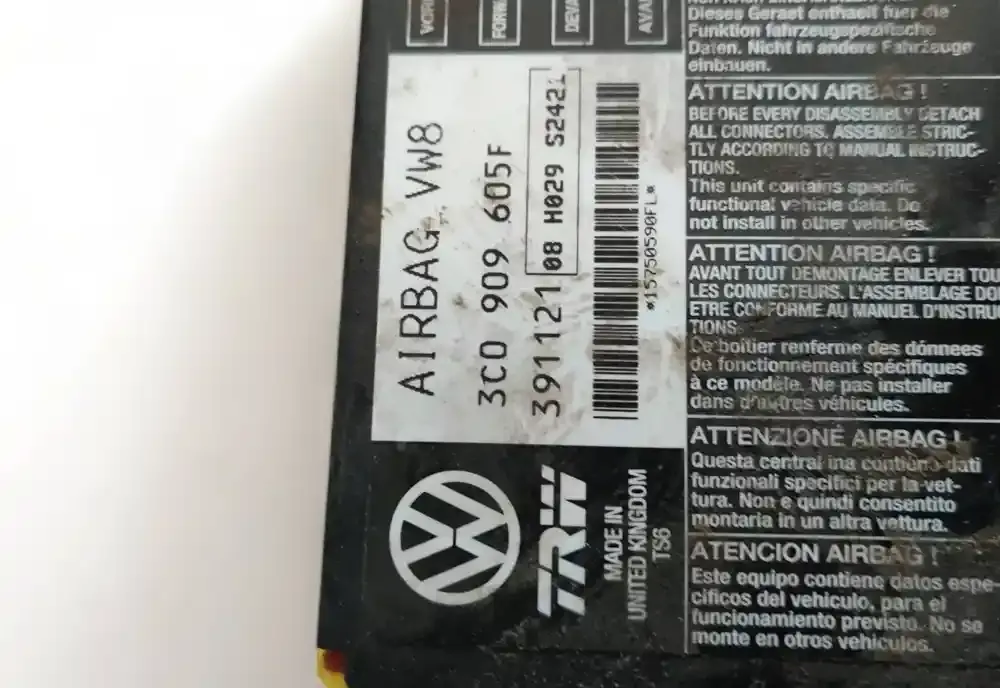 AIRBAG VW8
3C0 909 605F
391121 08 H029 S2421
*15750590FL*
TRW
MADE IN
UNITED KINGDOM
TS6
Dieses Geraet enthaelt fuer die
Funktion fahrzeugspezifische
Daten. Nicht in andere Fahrzeuge
einbauen.
ATTENTION AIRBAG !
BEFORE EVERY DISASSEMBLY DETACH
ALL CONNECTORS. ASSEMBLE STRIC-
TLY ACCORDING TO MANUAL INSTRUC-
TIONS.
This unit contains specific
functional vehicle data. Do
not install in other vehicles.
ATTENTION AIRBAG !
AVANT TOUT DEMONTAGE ENLEVER TOU
LES CONNECTEURS. L'ASSEMBLAGE DO
ETRE CONFORME AU MANUEL D'INSTRU
TIONS.
Ce boîtier renferme des dónnees
de fonctionnement spécifiques
à ce modèle. Ne pas installer
dans d'autres véhicules.
ATTENZIONE AIRBAG !
Questa central ina contiene dati
funzionali specifici per la vet-
tura. Non e quindi consentito
montaria in un altra vettura.
ATENCION AIRBAG !
Este equipo contiene datos espe-
cificos del vehiculo, para el
funcionamiento previsto. No se
monte en otros vehiculos.